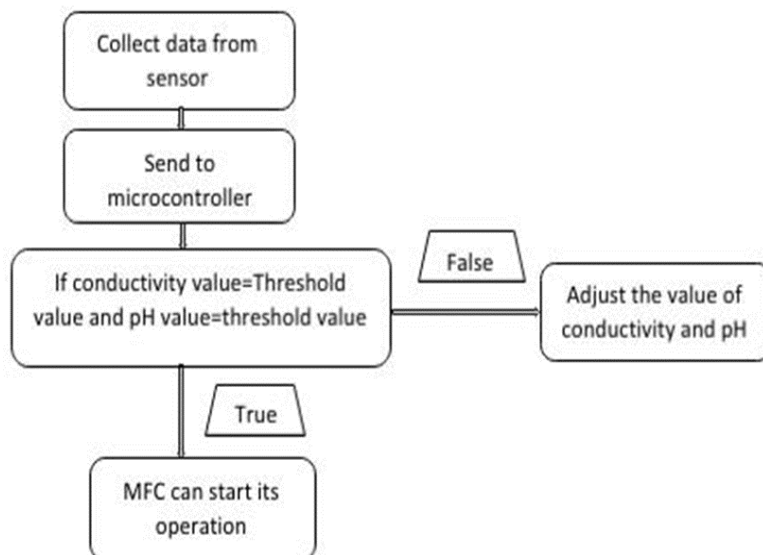 Collect data from
sensor
Send to
microcontroller
If conductivity value=Threshold
value and pH value=threshold value
False
Adjust the value of
conductivity and pH
True
MFC can start its
operation